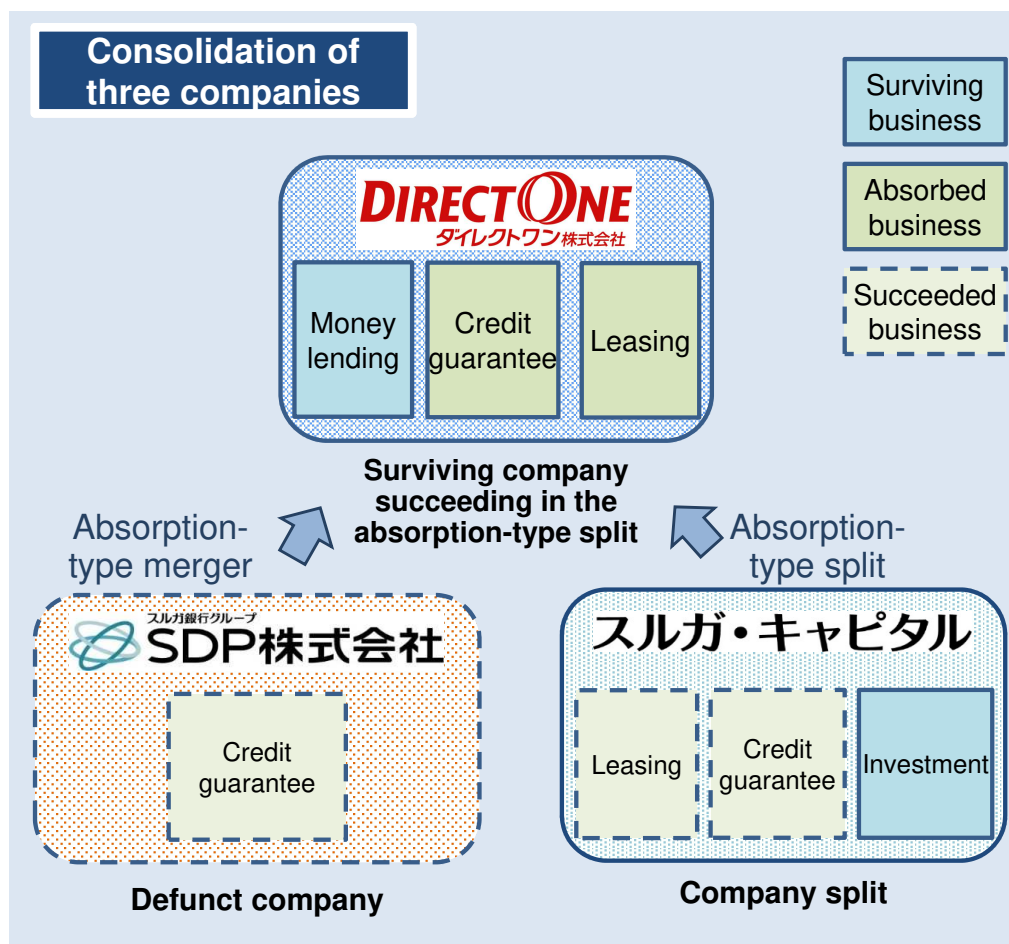 Consolidation of
three companies
Surviving
business
Absorbed
business
Succeeded
business
DIRECTONE
ダイレクトワン株式会社
Money
lending
Credit
guarantee
Leasing
Surviving company
succeeding in the
absorption-type split
Absorption-
type merger
Absorption-
type split
スルガ銀行グループ
SDP株式会社
Credit
guarantee
Defunct company
スルガ・キャピタル
Leasing
Credit
guarantee
Investment
Company split